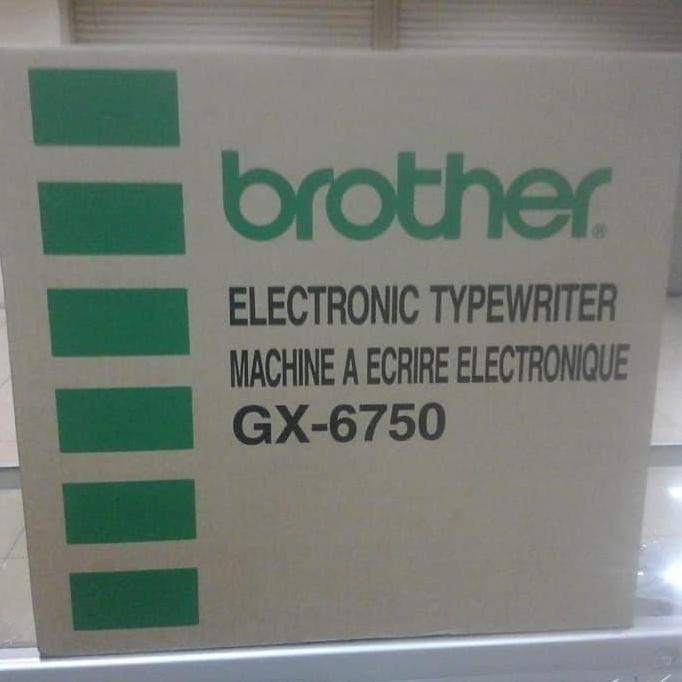 brother®
ELECTRONIC TYPEWRITER
MACHINE A ECRIRE ELECTRONIQUE
GX-6750